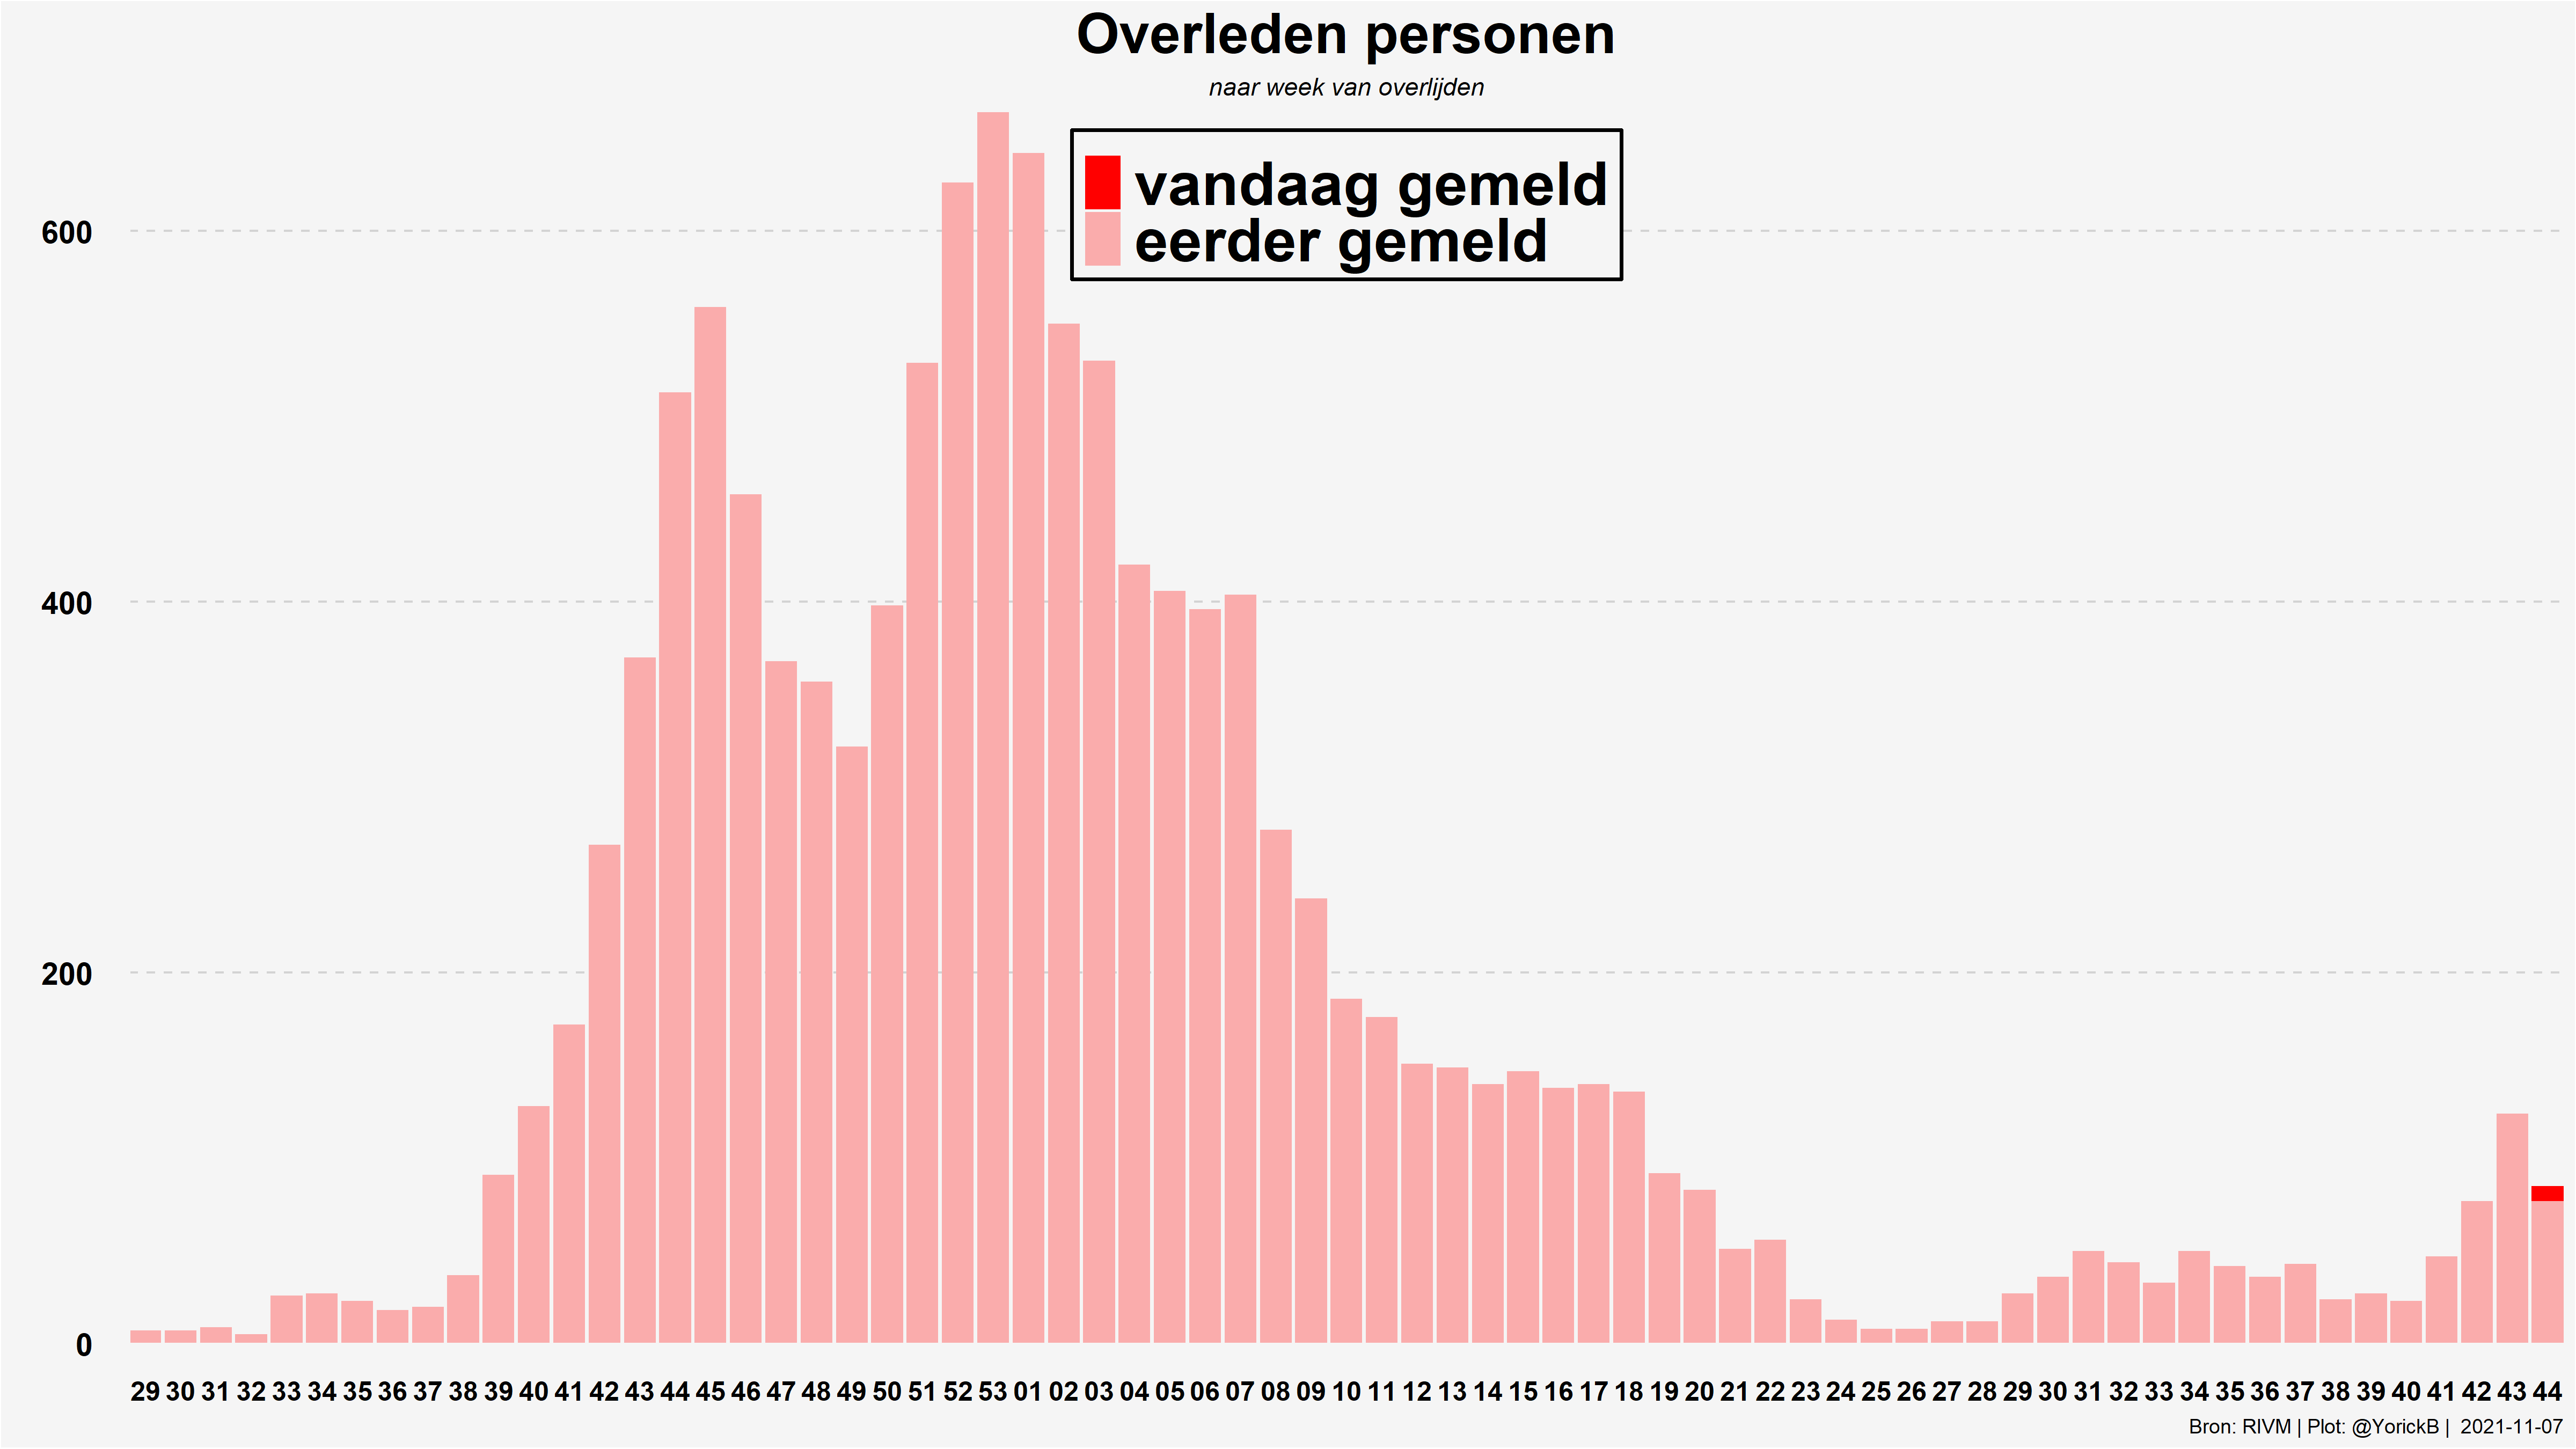 Overleden personen
naar week van overlijden
vandaag gemeld
eerder gemeld
600
400
200
0
29 30 31 32 33 34 35 36 37 38 39 40 41 42 43 44 45 46 47 48 49 50 51 52 53 01 02 03 04 05 06 07 08 09 10 11 12 13 14 15 16 17 18 19 20 21 22 23 24 25 26 27 28 29 30 31 32 33 34 35 36 37 38 39 40 41 42 43 44
Bron: RIVM | Plot: @YorickB | 2021-11-07